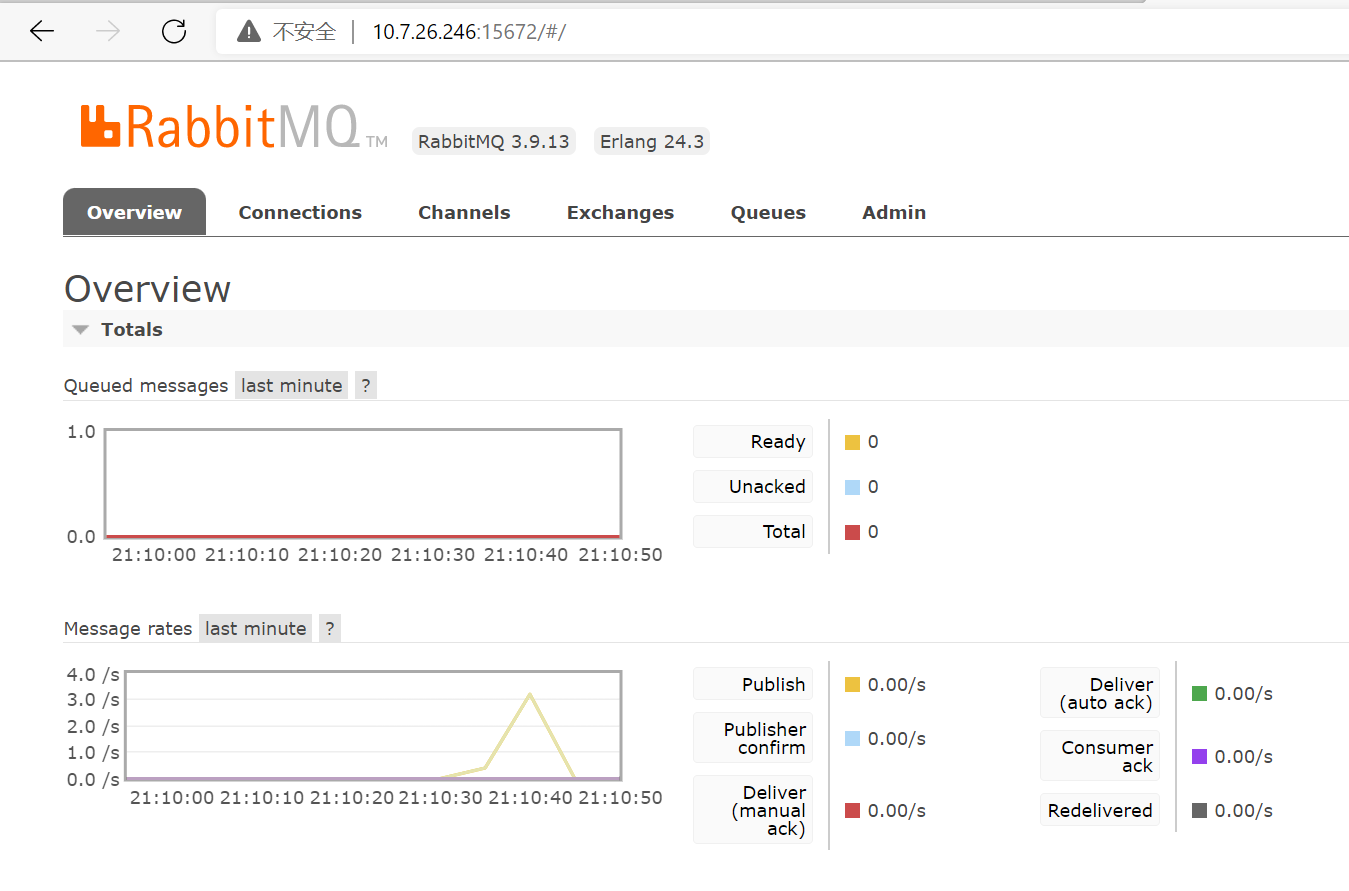 不安全 10.7.26.246:15672/#/
RabbitMQ TM RabbitMQ 3.9.13 Erlang 24.3
Overview Connections Channels Exchanges Queues Admin
Overview
Totals
Queued messages last minute ?
1.0
0.0
21:10:00 21:10:10 21:10:20 21:10:30 21:10:40 21:10:50
Ready 0
Unacked 0
Total 0
Message rates last minute ?
4.0 /s
3.0 /s
2.0 /s
1.0 /s
0.0 /s
21:10:00 21:10:10 21:10:20 21:10:30 21:10:40 21:10:50
Publish 0.00/s
Publisher
confirm 0.00/s
Deliver
(manual
ack) 0.00/s
Deliver
(auto ack) 0.00/s
Consumer
ack 0.00/s
Redelivered 0.00/s